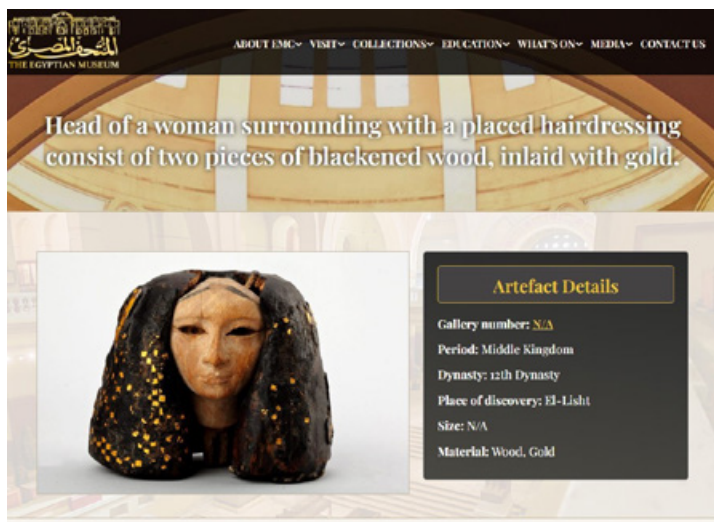 المتحف المصري
THE EGYPTIAN MUSEUM
ABOUT EMC VISIT COLLECTIONS EDUCATION WHAT'S ON MEDIA CONTACT US
Head of a woman surrounding with a placed hairdressing
consist of two pieces of blackened wood, inlaid with gold.
Artefact Details
Gallery number: N/A
Period: Middle Kingdom
Dynasty: 12th Dynasty
Place of discovery: El-Lisht
Size: N/A
Material: Wood, Gold